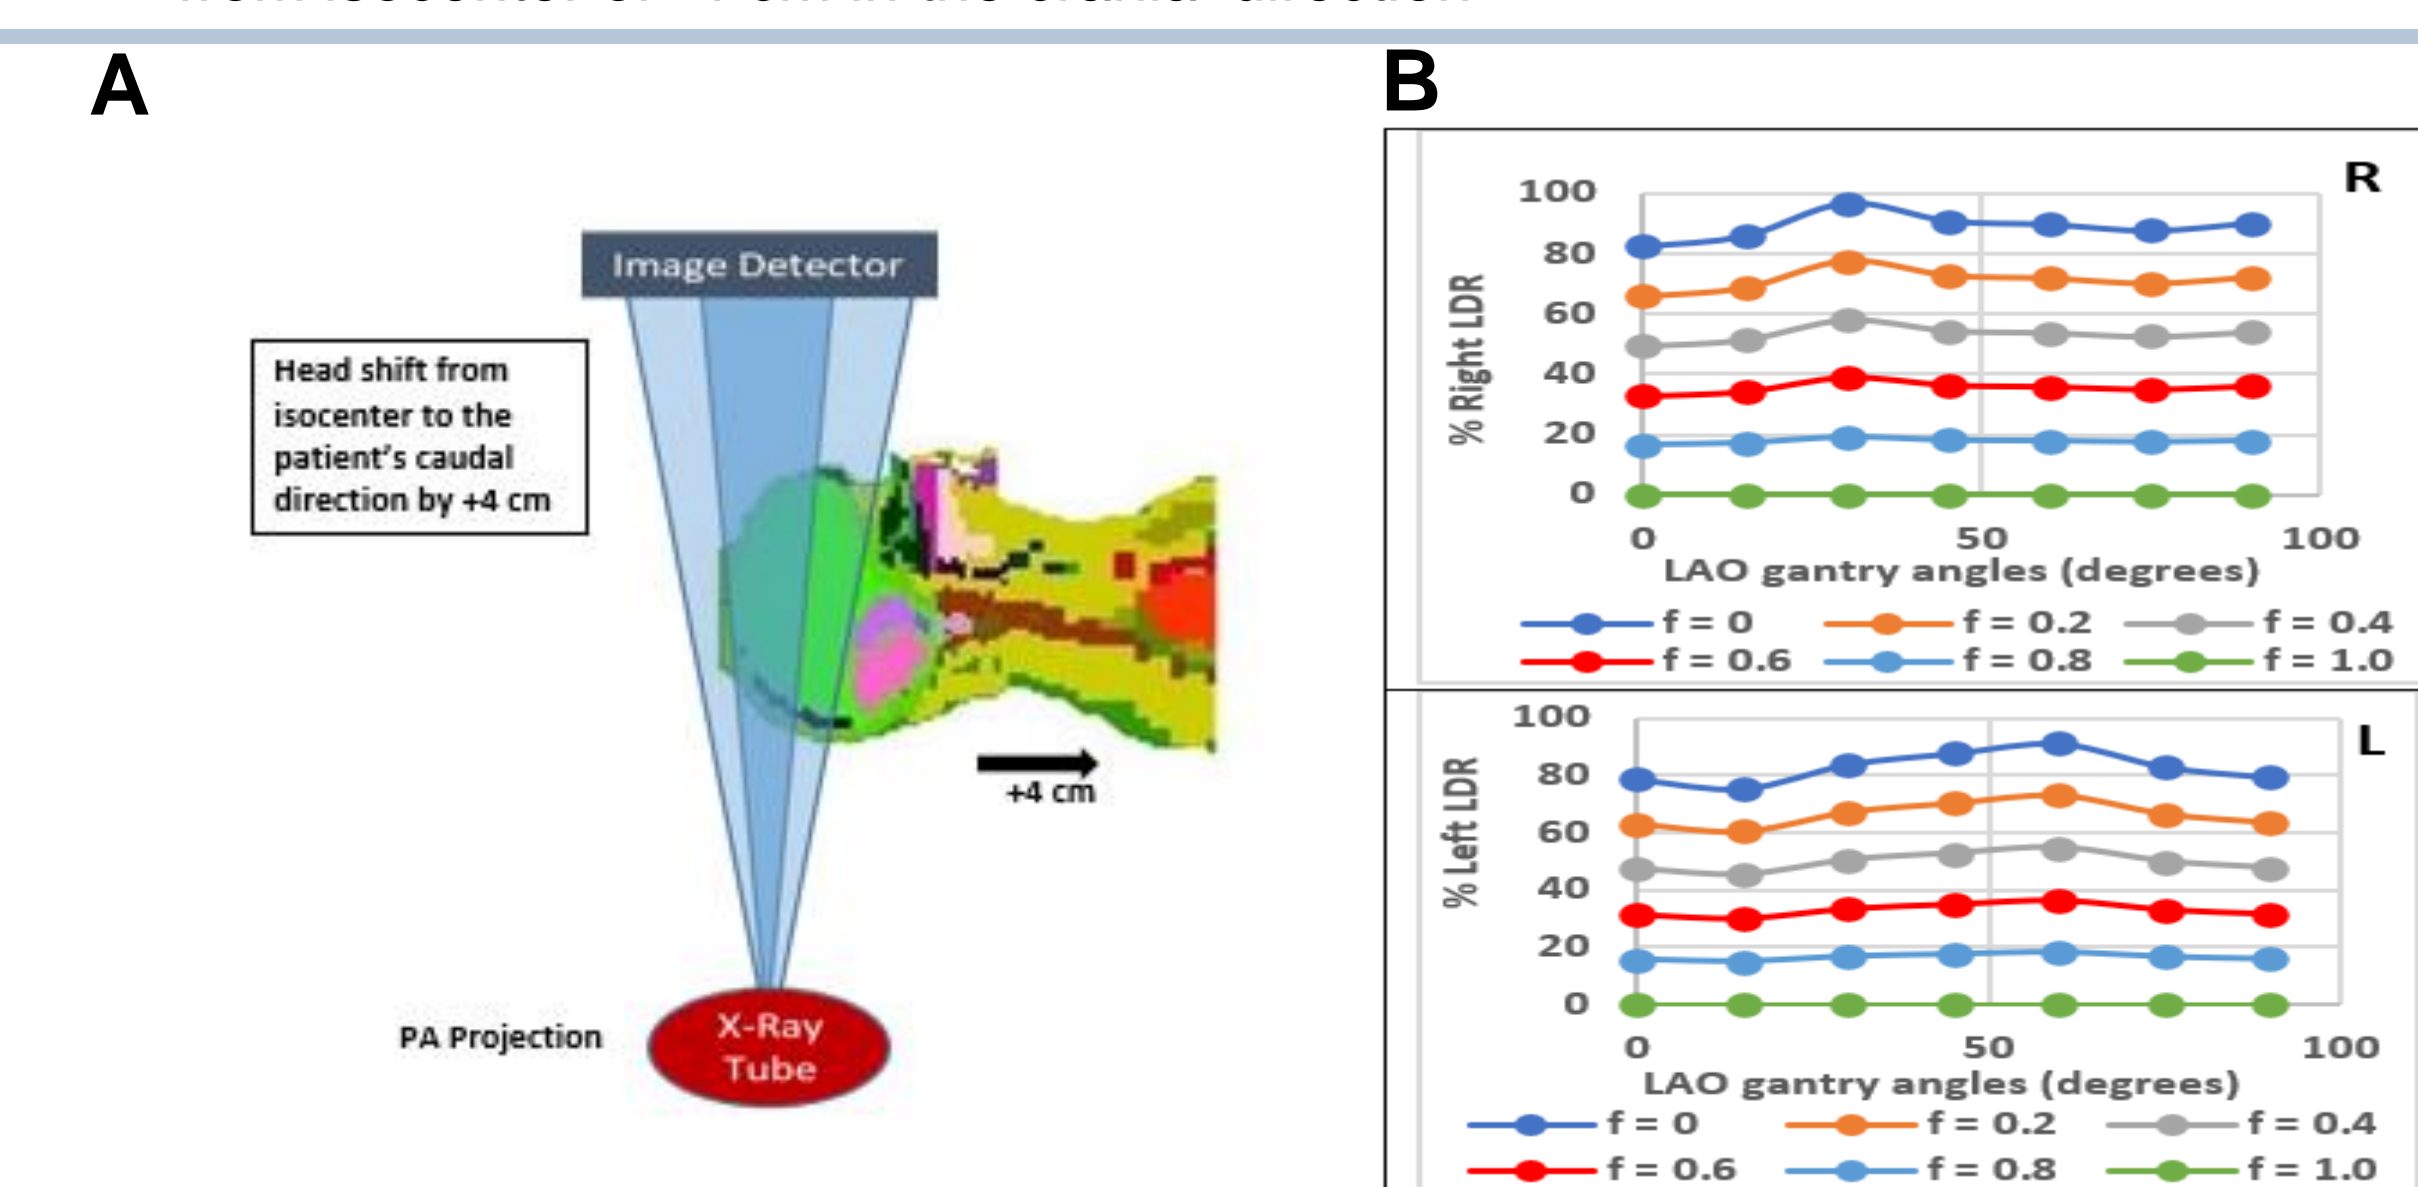 A
B
Image Detector
Head shift from
isocenter to the
patient's caudal
direction by +4 cm
+4 cm
PA Projection
X-Ray
Tube
R
% Right LDR
100
80
60
40
20
0
0 50 100
LAO gantry angles (degrees)
f = 0 f = 0.2 f = 0.4
f = 0.6 f = 0.8 f = 1.0
L
% Left LDR
100
80
60
40
20
0
0 50 100
LAO gantry angles (degrees)
f = 0 f = 0.2 f = 0.4
f = 0.6 f = 0.8 f = 1.0